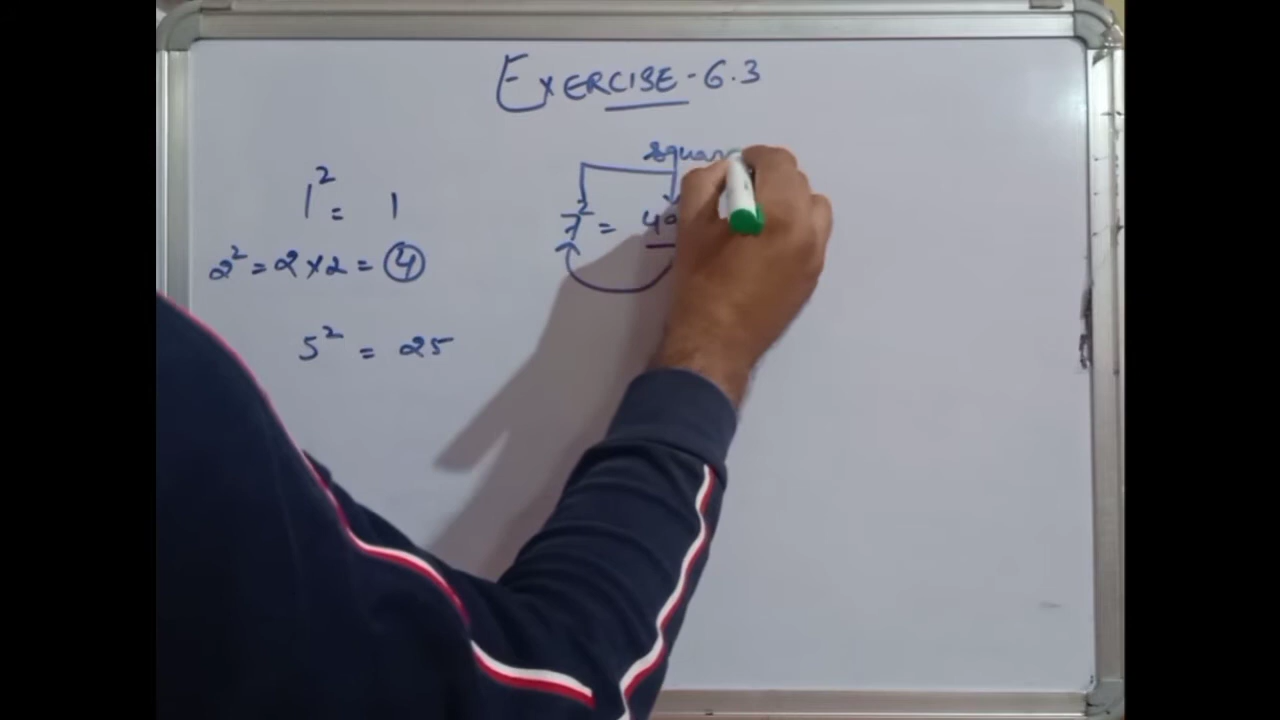 EXERCISE - 6.3
1² = 1
2² = 2 × 2 = 4
5² = 25
7² =